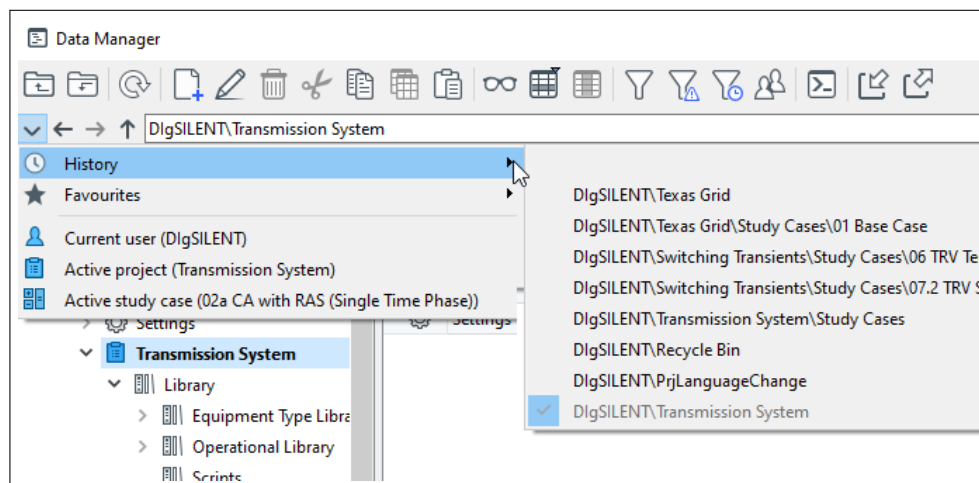 Data Manager
DIgSILENT\Transmission System
History
Favourites
Current user (DIgSILENT)
Active project (Transmission System)
Active study case (02a CA with RAS (Single Time Phase))
DIgSILENT\Texas Grid
DIgSILENT\Texas Grid\Study Cases\01 Base Case
DIgSILENT\Switching Transients\Study Cases\06 TRV Te
DIgSILENT\Switching Transients\Study Cases\07.2 TRV S
DIgSILENT\Transmission System\Study Cases
DIgSILENT\Recycle Bin
DIgSILENT\PrjLanguageChange
DIgSILENT\Transmission System
Settings
Settings
Transmission System
Library
Equipment Type Libra
Operational Library
Scripts